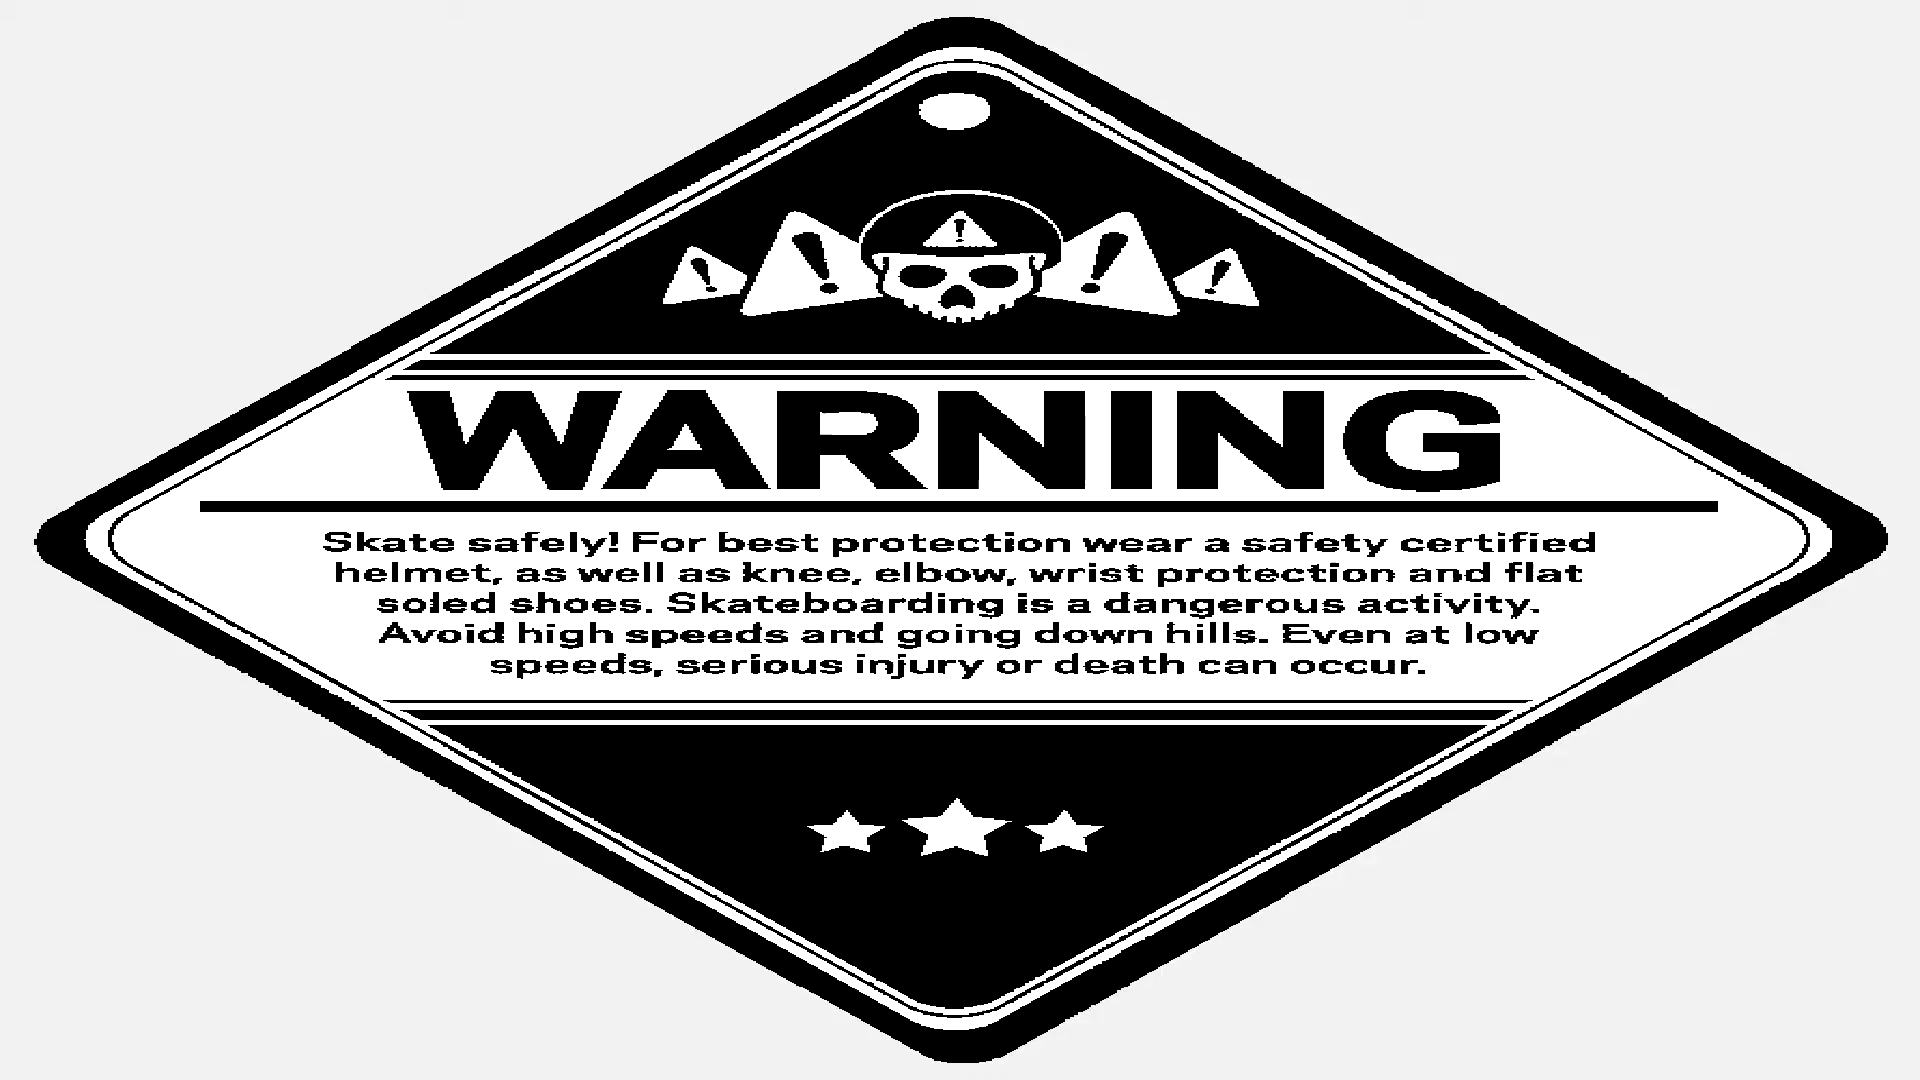 WARNING
Skate safely! For best protection wear a safety certified
helmet, as well as knee, elbow, wrist protection and flat
soled shoes. Skateboarding is a dangerous activity.
Avoid high speeds and going down hills. Even at low
speeds, serious injury or death can occur.